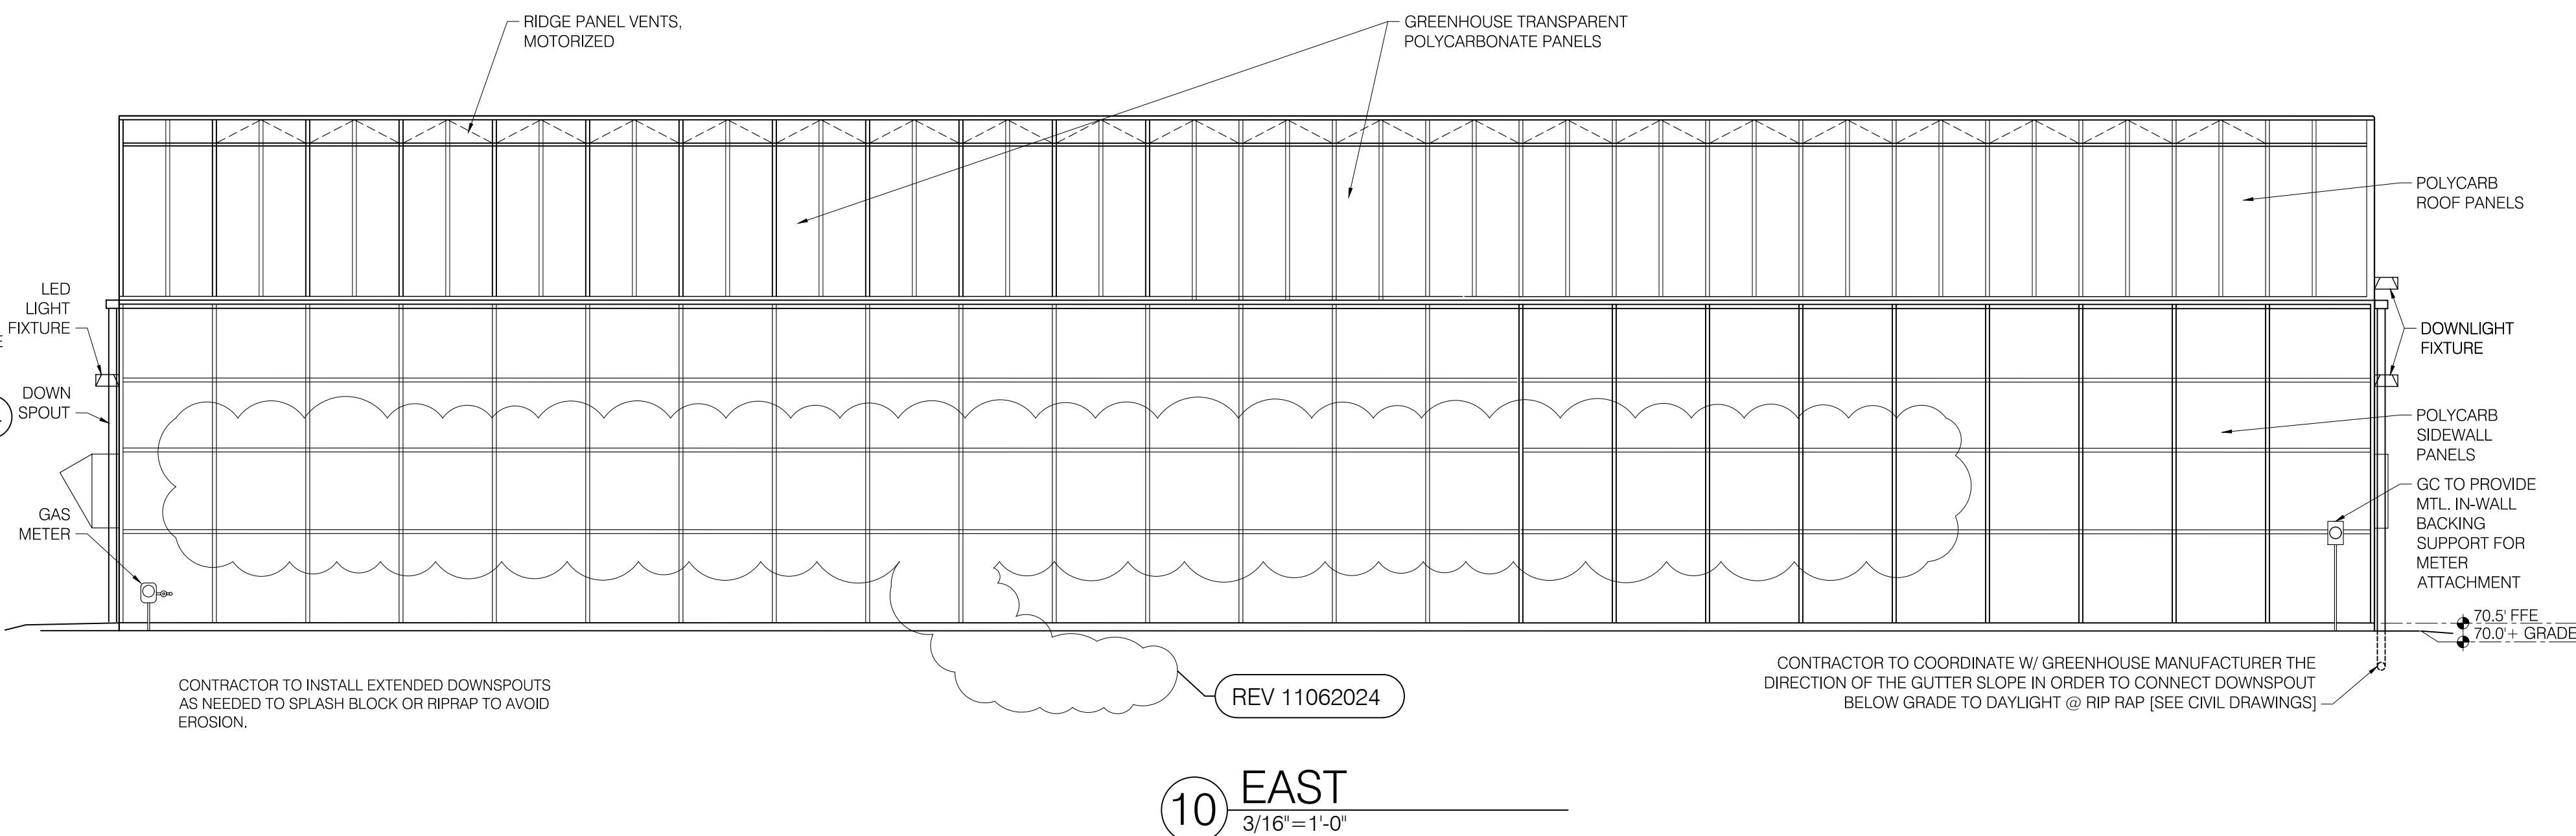 RIDGE PANEL VENTS,
MOTORIZED
GREENHOUSE TRANSPARENT
POLYCARBONATE PANELS
POLYCARB
ROOF PANELS
LED
LIGHT
FIXTURE
E
DOWN
SPOUT
GAS
METER
DOWNLIGHT
FIXTURE
POLYCARB
SIDEWALL
PANELS
GC TO PROVIDE
MTL. IN-WALL
BACKING
SUPPORT FOR
METER
ATTACHMENT
70.5' FFE
70.0'+ GRADE
CONTRACTOR TO INSTALL EXTENDED DOWNSPOUTS
AS NEEDED TO SPLASH BLOCK OR RIPRAP TO AVOID
EROSION.
REV 11062024
CONTRACTOR TO COORDINATE W/ GREENHOUSE MANUFACTURER THE
DIRECTION OF THE GUTTER SLOPE IN ORDER TO CONNECT DOWNSPOUT
BELOW GRADE TO DAYLIGHT @ RIP RAP [SEE CIVIL DRAWINGS]
10 EAST
3/16"=1'-0"